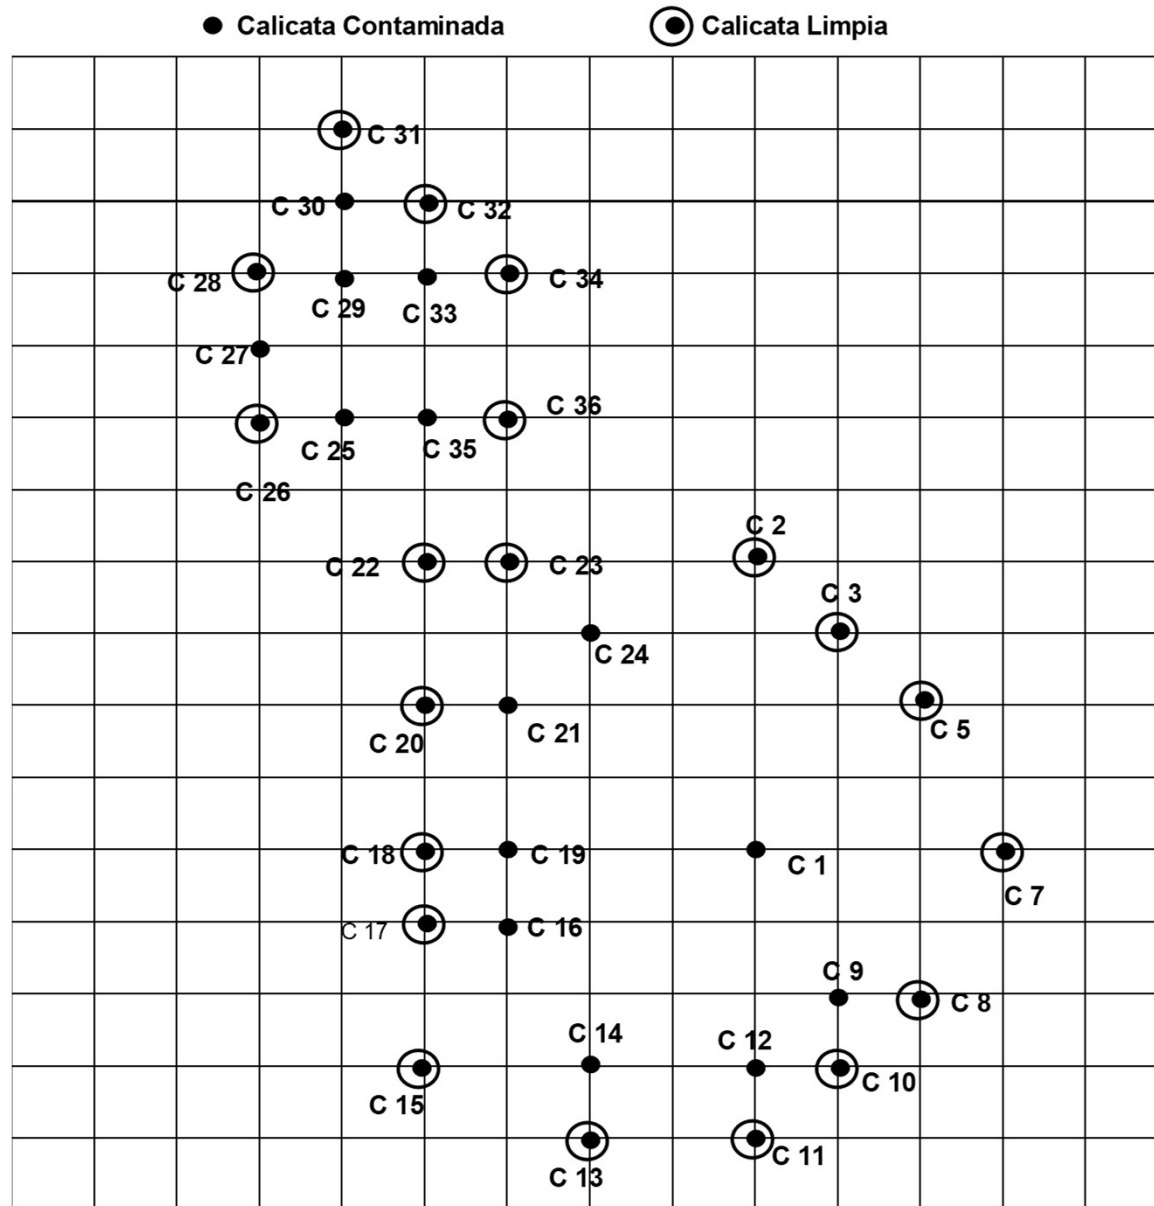 Calicata Contaminada Calicata Limpia
C 31
C 30 C 32
C 28 C 34
C 29 C 33
C 27
C 36
C 25 C 35
C 26
C 2
C 22 C 23
C 3
C 24
C 5
C 20 C 21
C 18 C 19 C 1
C 7
C 17 C 16
C 9
C 8
C 14 C 12
C 10
C 15
C 11
C 13